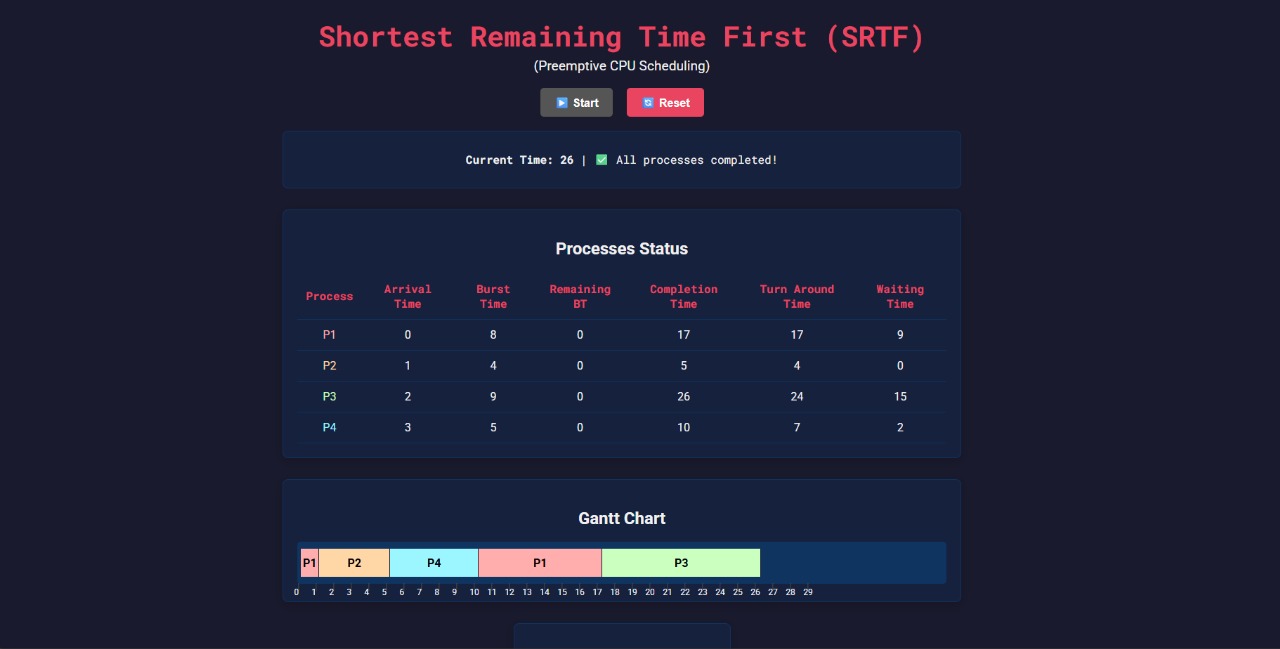 Shortest Remaining Time First (SRTF)
(Preemptive CPU Scheduling)
Start Reset
Current Time: 26 | ✅ All processes completed!
Processes Status
Process Arrival Time Burst Time Remaining BT Completion Time Turn Around Time Waiting Time
P1 0 8 0 17 17 9
P2 1 4 0 5 4 0
P3 2 9 0 26 24 15
P4 3 5 0 10 7 2
Gantt Chart
P1 P2 P4 P1 P3
0 1 2 3 4 5 6 7 8 9 10 11 12 13 14 15 16 17 18 19 20 21 22 23 24 25 26 27 28 29